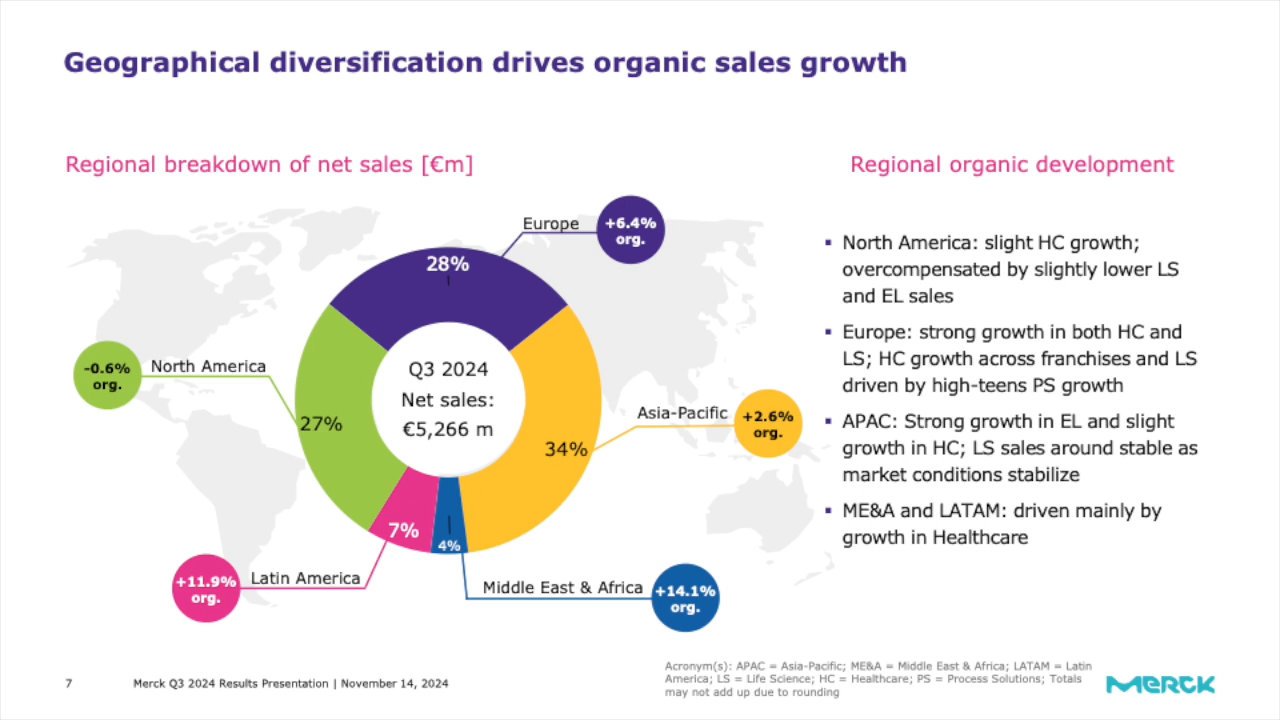 Geographical diversification drives organic sales growth
Regional breakdown of net sales [€m]
Regional organic development
Europe
+6.4%
org.
28%
North America
-0.6%
org.
27%
Q3 2024
Net sales:
€5,266 m
Asia-Pacific
+2.6%
org.
34%
7%
4%
Latin America
+11.9%
org.
Middle East & Africa
+14.1%
org.
▪ North America: slight HC growth;
overcompensated by slightly lower LS
and EL sales
▪ Europe: strong growth in both HC and
LS; HC growth across franchises and LS
driven by high-teens PS growth
▪ APAC: Strong growth in EL and slight
growth in HC; LS sales around stable as
market conditions stabilize
▪ ME&A and LATAM: driven mainly by
growth in Healthcare
7
Merck Q3 2024 Results Presentation | November 14, 2024
Acronym(s): APAC = Asia-Pacific; ME&A = Middle East & Africa; LATAM = Latin
America; LS = Life Science; HC = Healthcare; PS = Process Solutions; Totals
may not add up due to rounding
MERCK